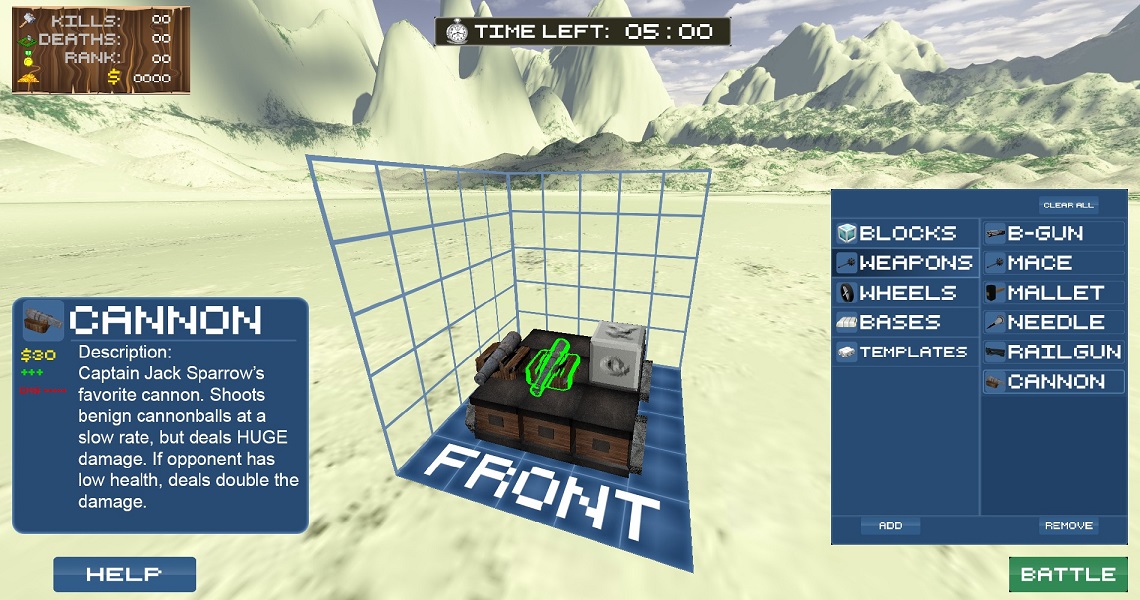 KILLS: 00
DEATHS: 00
RANK: 00
$ 0000
TIME LEFT: 05:00
CLEAR ALL
BLOCKS
WEAPONS
WHEELS
BASES
TEMPLATES
B-GUN
MACE
MALLET
NEEDLE
RAILGUN
CANNON
ADD
REMOVE
CANNON
$30
+++
Description:
Captain Jack Sparrow's
favorite cannon. Shoots
benign cannonballs at a
slow rate, but deals HUGE
damage. If opponent has
low health, deals double the
damage.
FRONT
HELP
BATTLE